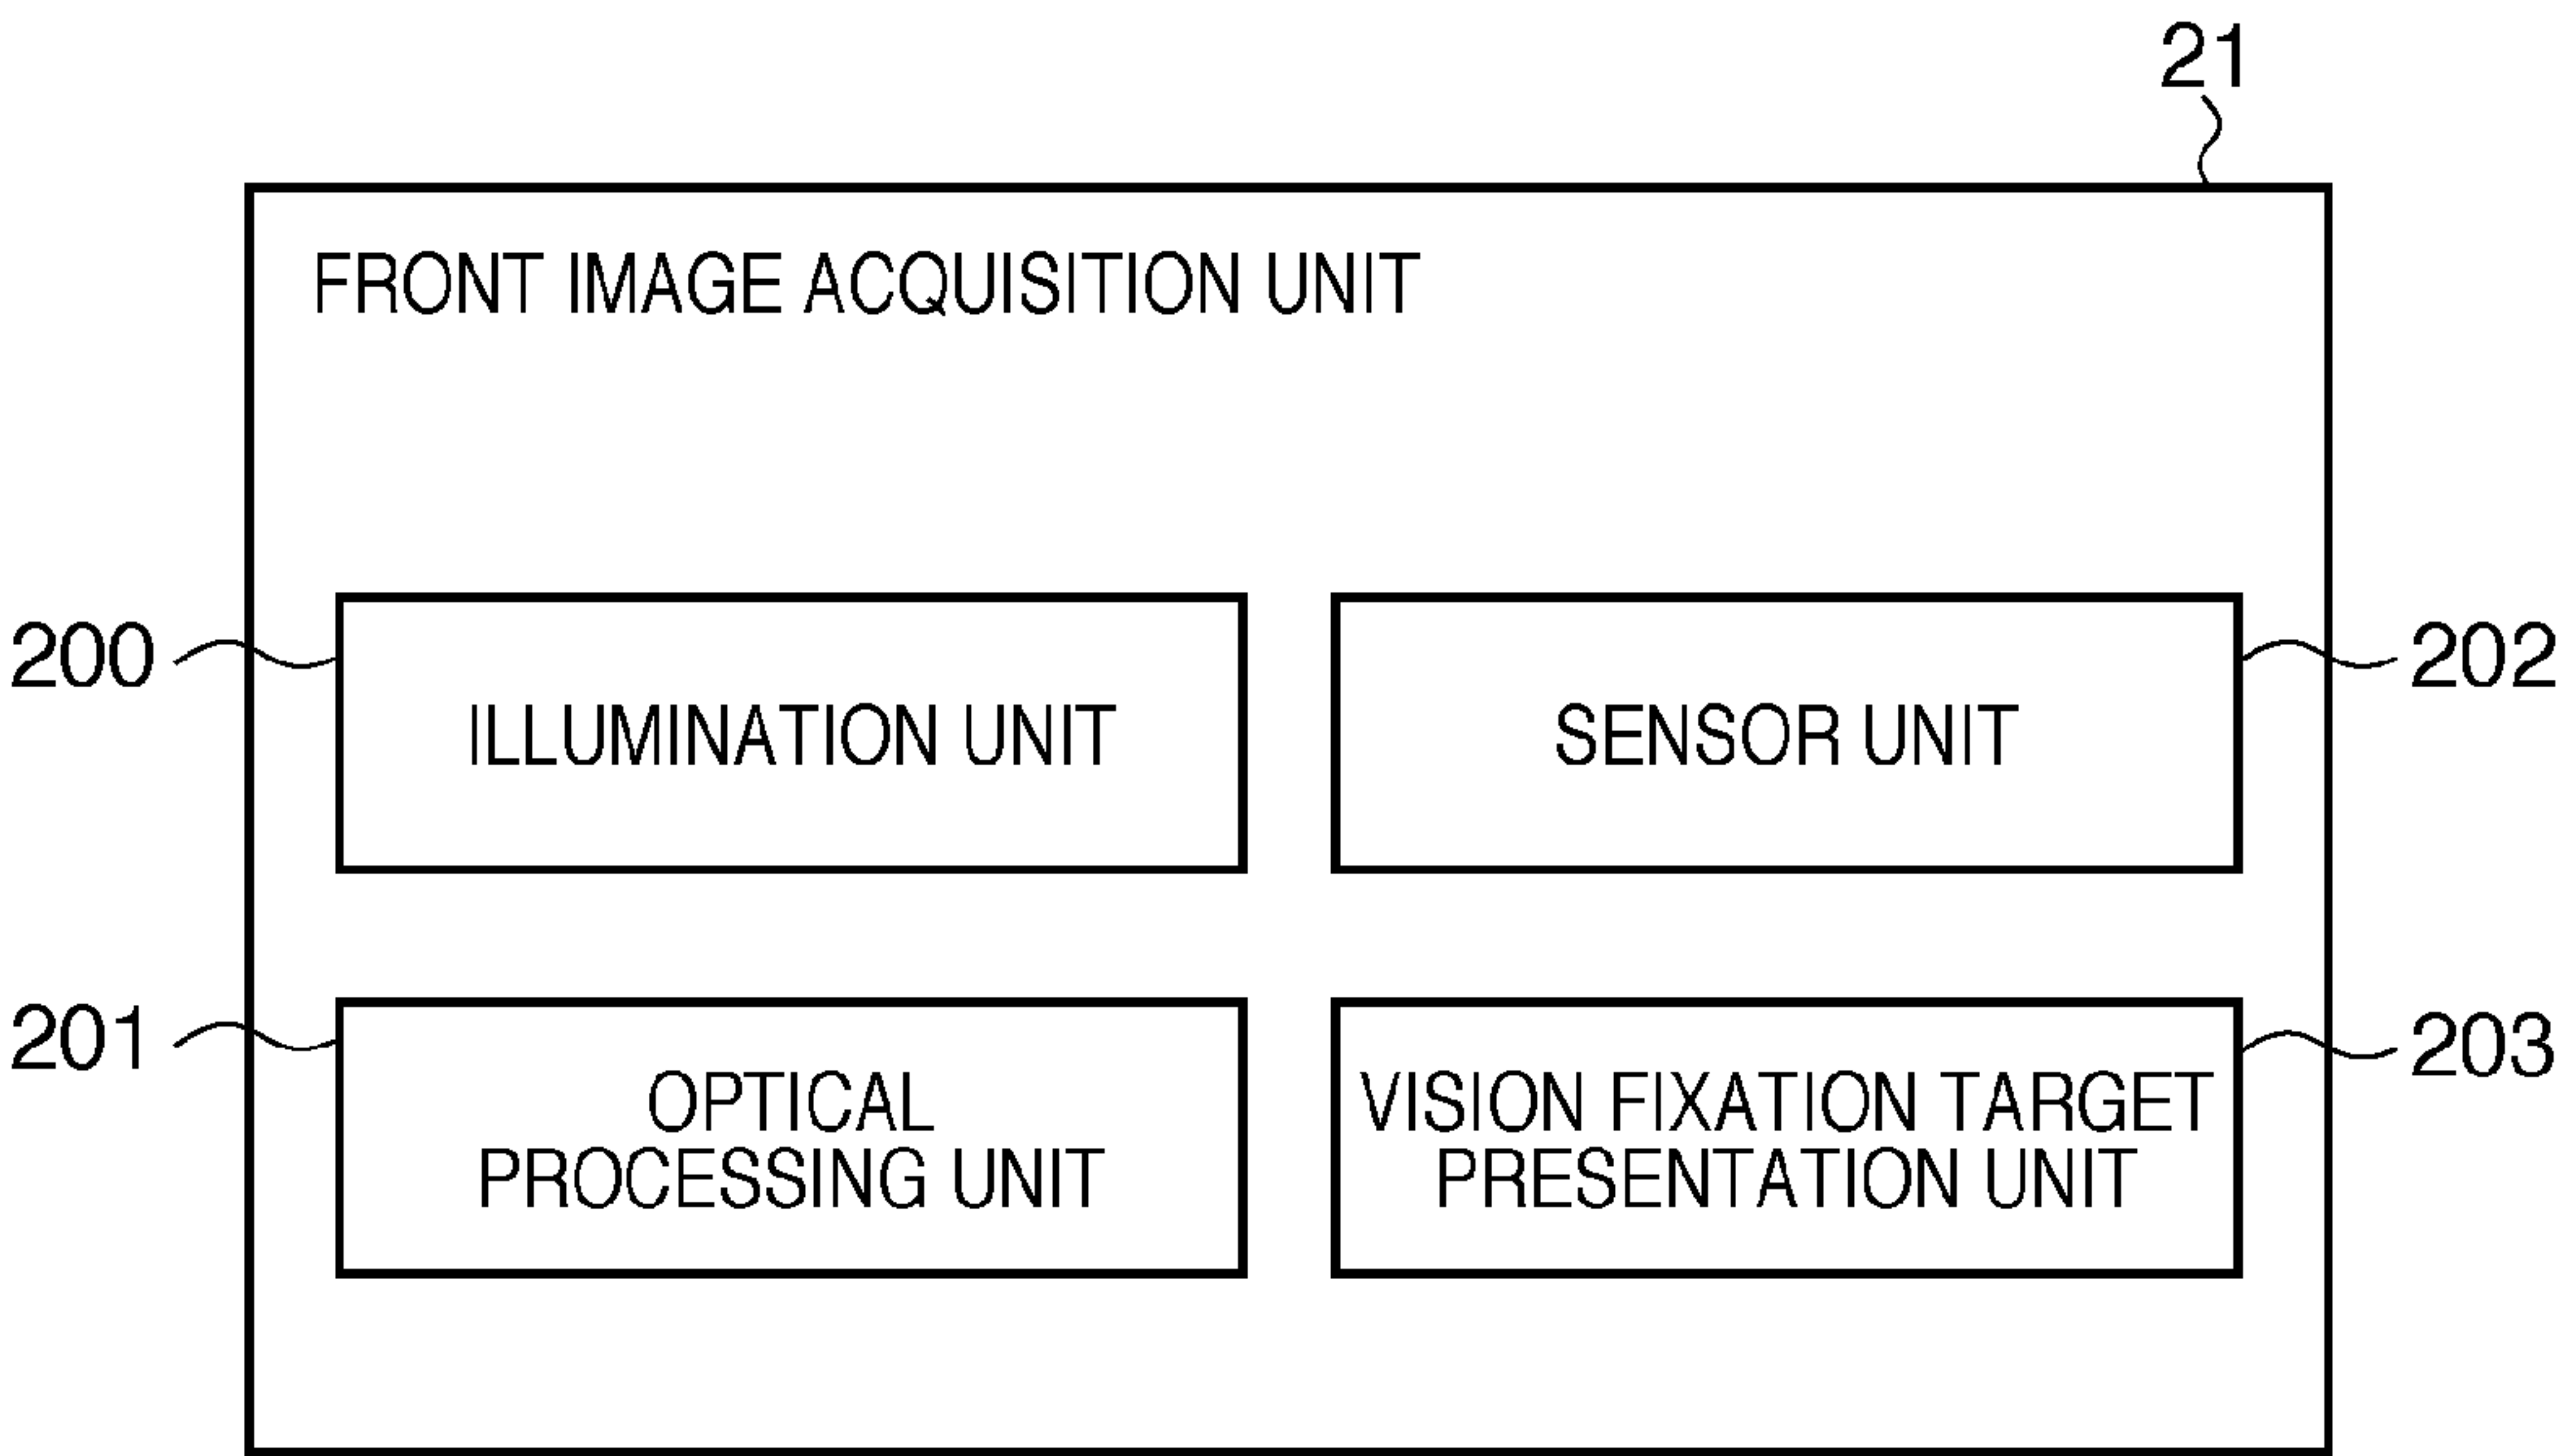 21
FRONT IMAGE ACQUISITION UNIT
200
ILLUMINATION UNIT
202
SENSOR UNIT
201
OPTICAL
PROCESSING UNIT
203
VISION FIXATION TARGET
PRESENTATION UNIT